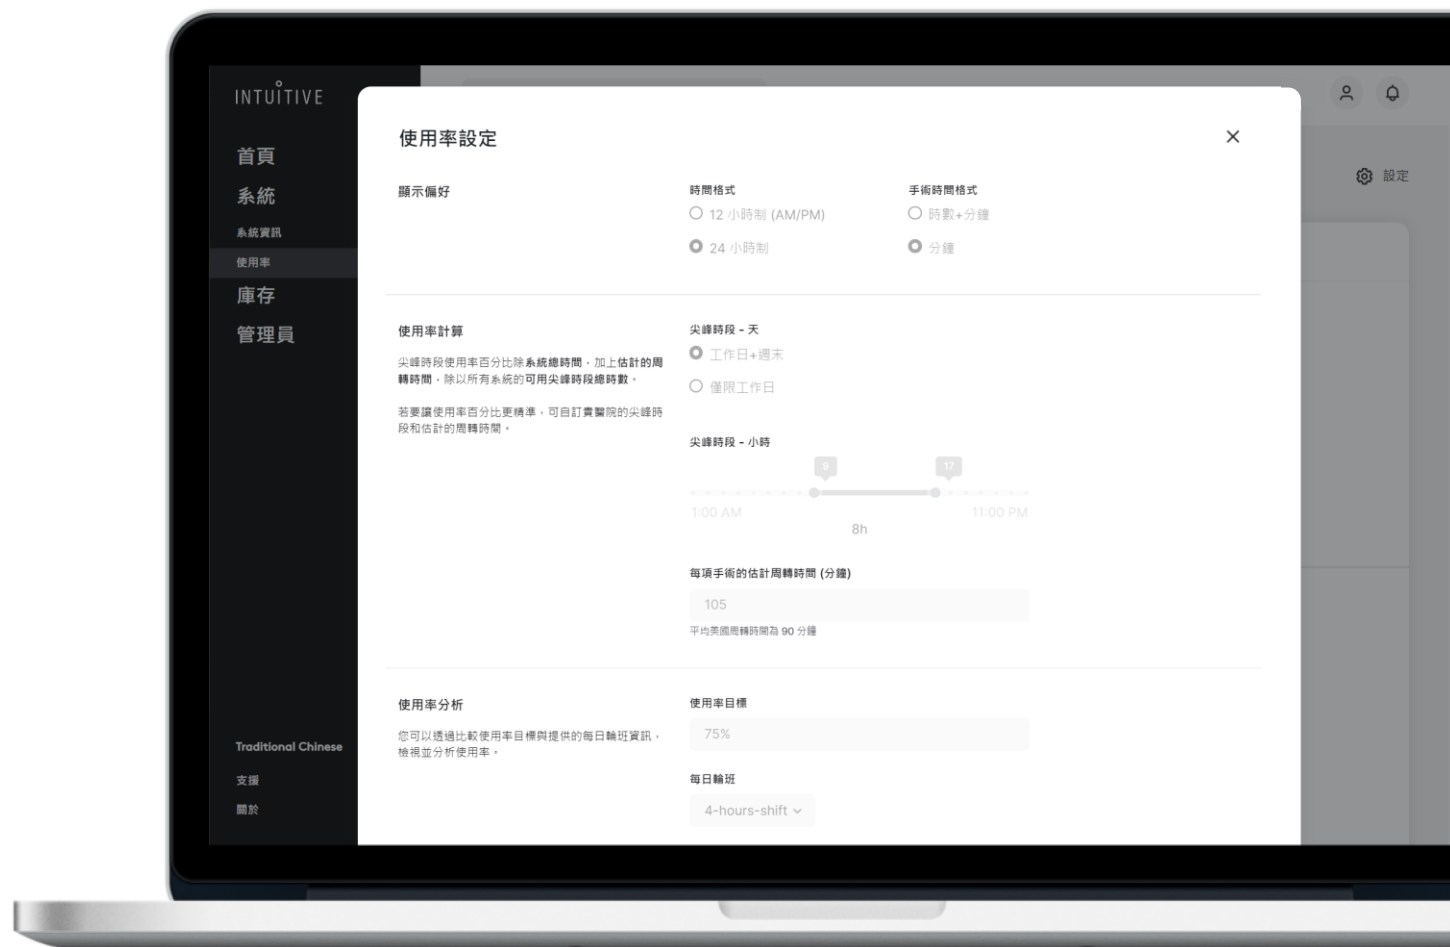 INTUITIVE
首頁
系統
系統資訊
使用率
庫存
管理員
Traditional Chinese
支援
關於
設定
使用率設定
顯示偏好
時間格式
12 小時制 (AM/PM)
24 小時制
手術時間格式
時數+分鐘
分鐘
使用率計算
尖峰時段使用率百分比除系統總時間，加上估計的周
轉時間，除以所有系統的可用尖峰時段總時數。
若要讓使用率百分比更精準，可自訂貴醫院的尖峰時
段和估計的周轉時間。
尖峰時段 - 天
工作日+週末
僅限工作日
尖峰時段 - 小時
9
17
1:00 AM
11:00 PM
8h
每項手術的估計周轉時間 (分鐘)
105
平均美國周轉時間為 90 分鐘
使用率分析
您可以透過比較使用率目標與提供的每日輪班資訊，
檢視並分析使用率。
使用率目標
75%
每日輪班
4-hours-shift